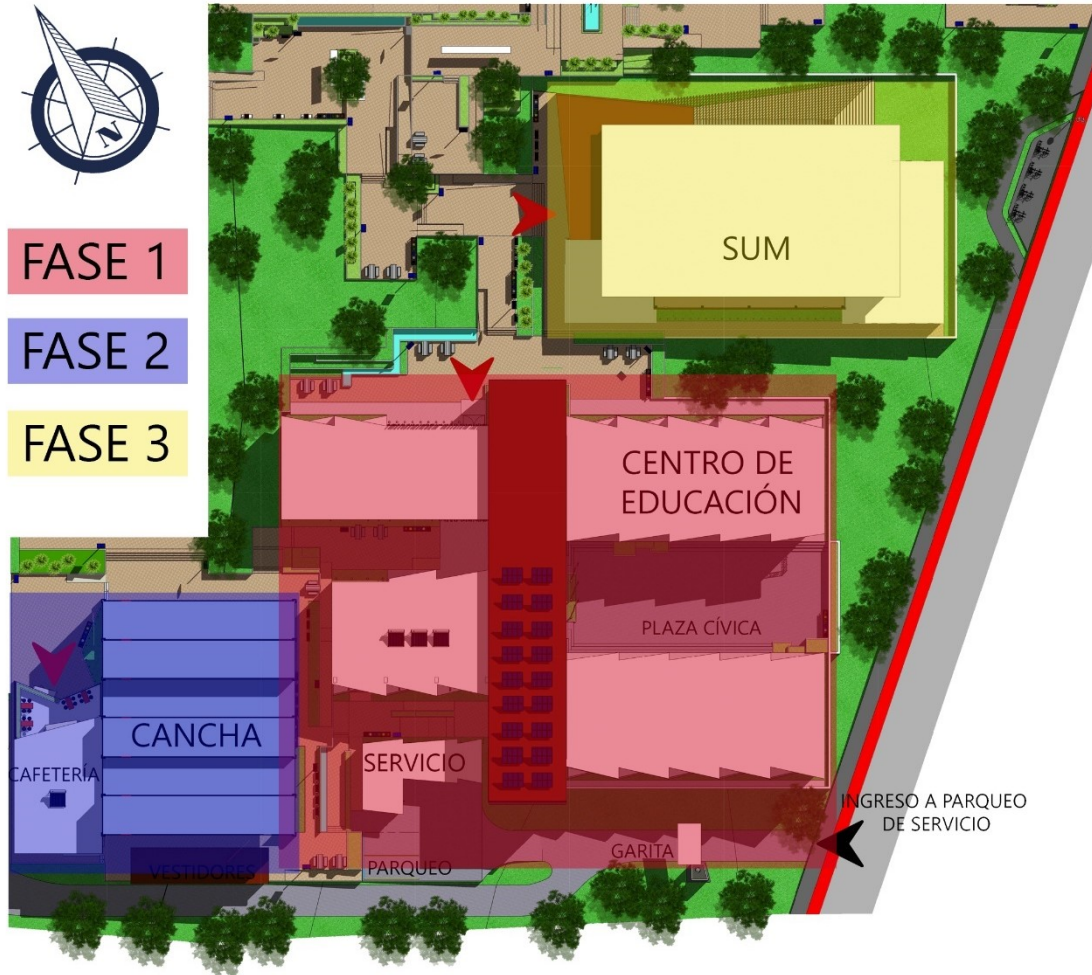 N
FASE 1
FASE 2
FASE 3
SUM
CENTRO DE
EDUCACIÓN
PLAZA CÍVICA
CANCHA
SERVICIO
CAFETERÍA
INGRESO A PARQUEO
DE SERVICIO
GARITA
VESTIDORES
PARQUEO